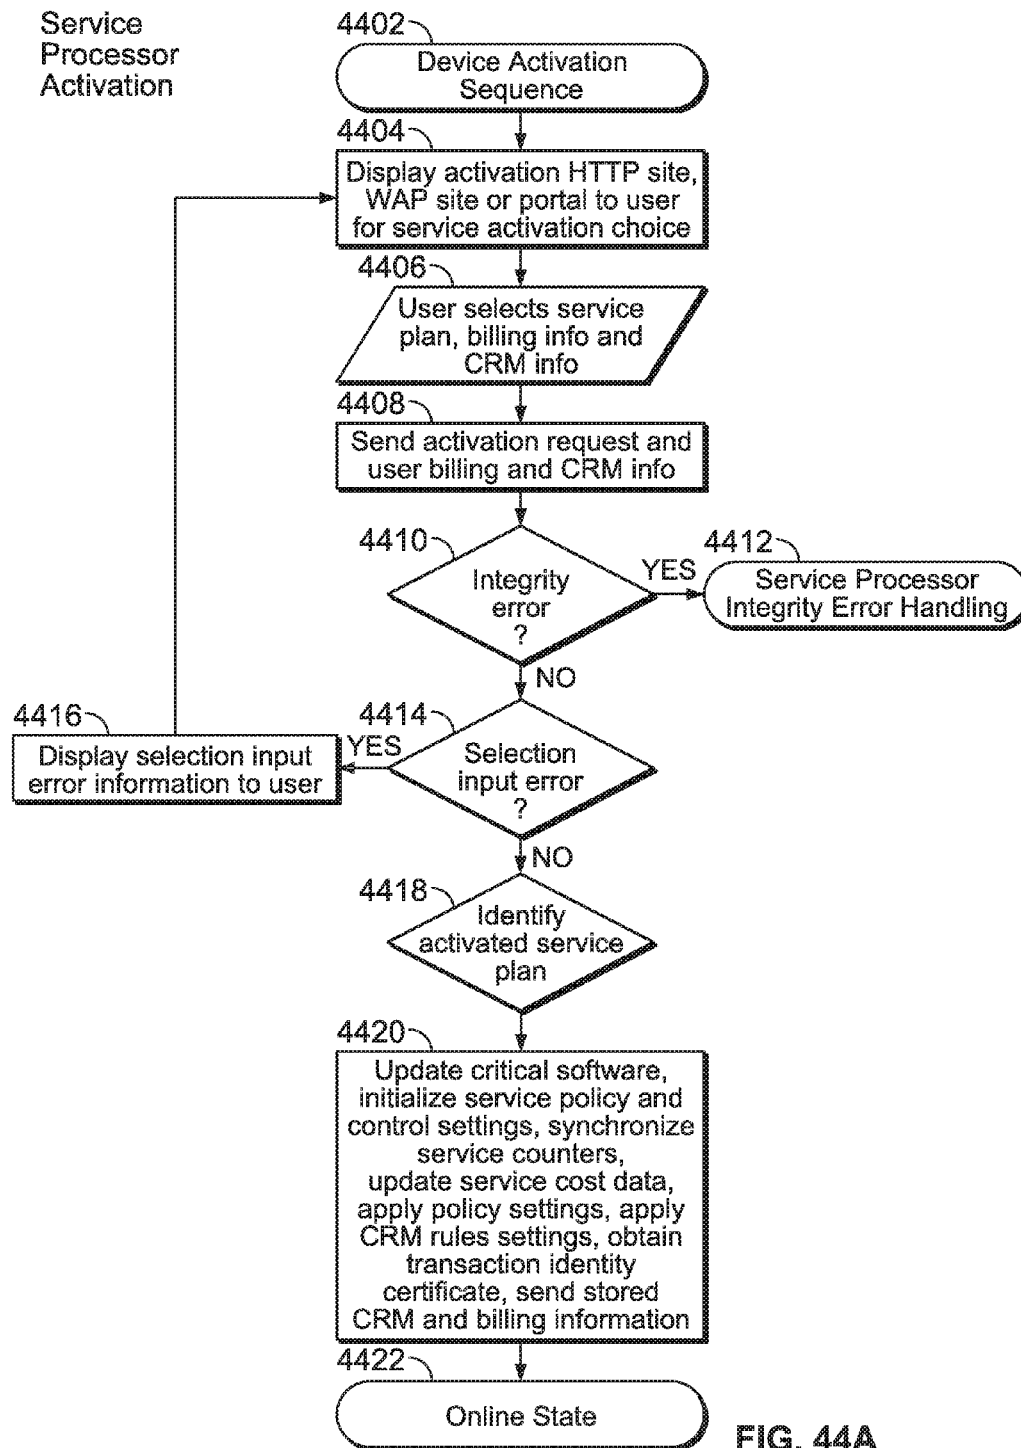 Service
Processor
Activation
4402
Device Activation
Sequence
4404
Display activation HTTP site,
WAP site or portal to user
for service activation choice
4406
User selects service
plan, billing info and
CRM info
4408
Send activation request and
user billing and CRM info
4410
Integrity
error
?
YES
4412
Service Processor
Integrity Error Handling
NO
4414
Selection
input error
?
YES
4416
Display selection input
error information to user
NO
4418
Identify
activated service
plan
4420
Update critical software,
initialize service policy and
control settings, synchronize
service counters,
update service cost data,
apply policy settings, apply
CRM rules settings, obtain
transaction identity
certificate, send stored
CRM and billing information
4422
Online State
FIG. 44A